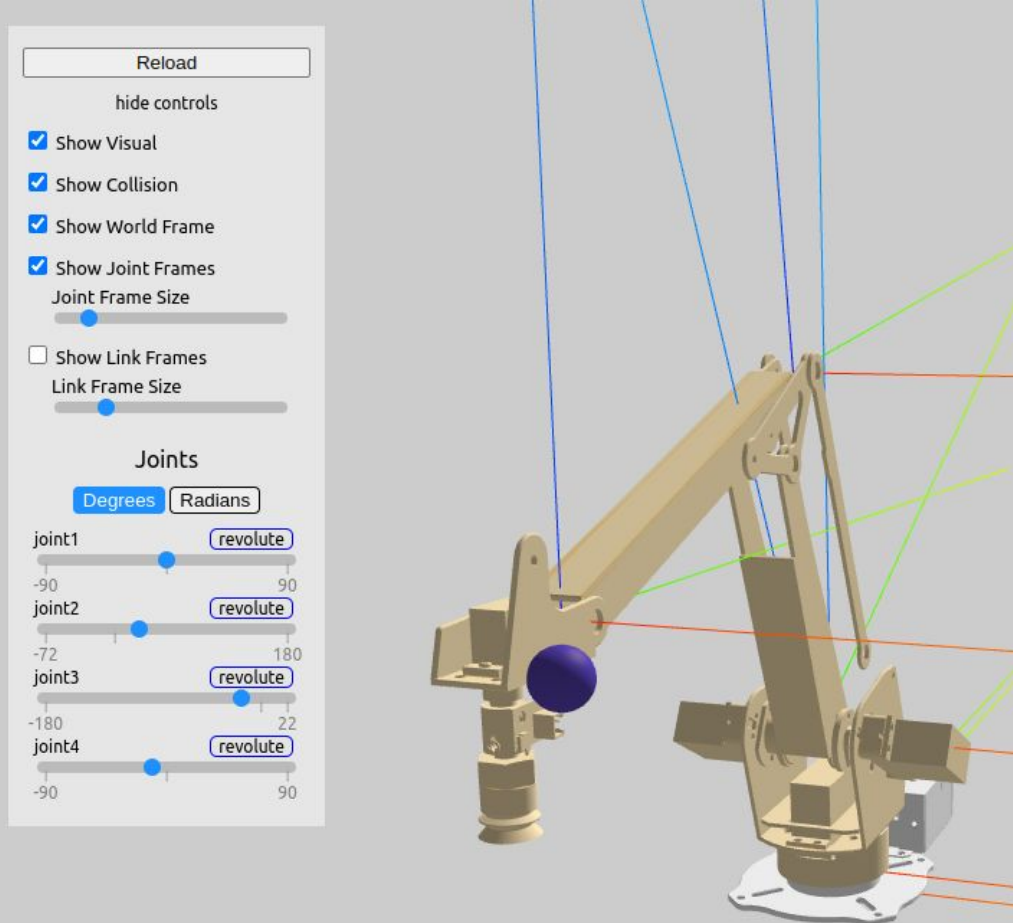 Reload
hide controls
Show Visual
Show Collision
Show World Frame
Show Joint Frames
Joint Frame Size
Show Link Frames
Link Frame Size
Joints
Degrees Radians
joint1 revolute
-90 90
joint2 revolute
-72 180
joint3 revolute
-180 22
joint4 revolute
-90 90